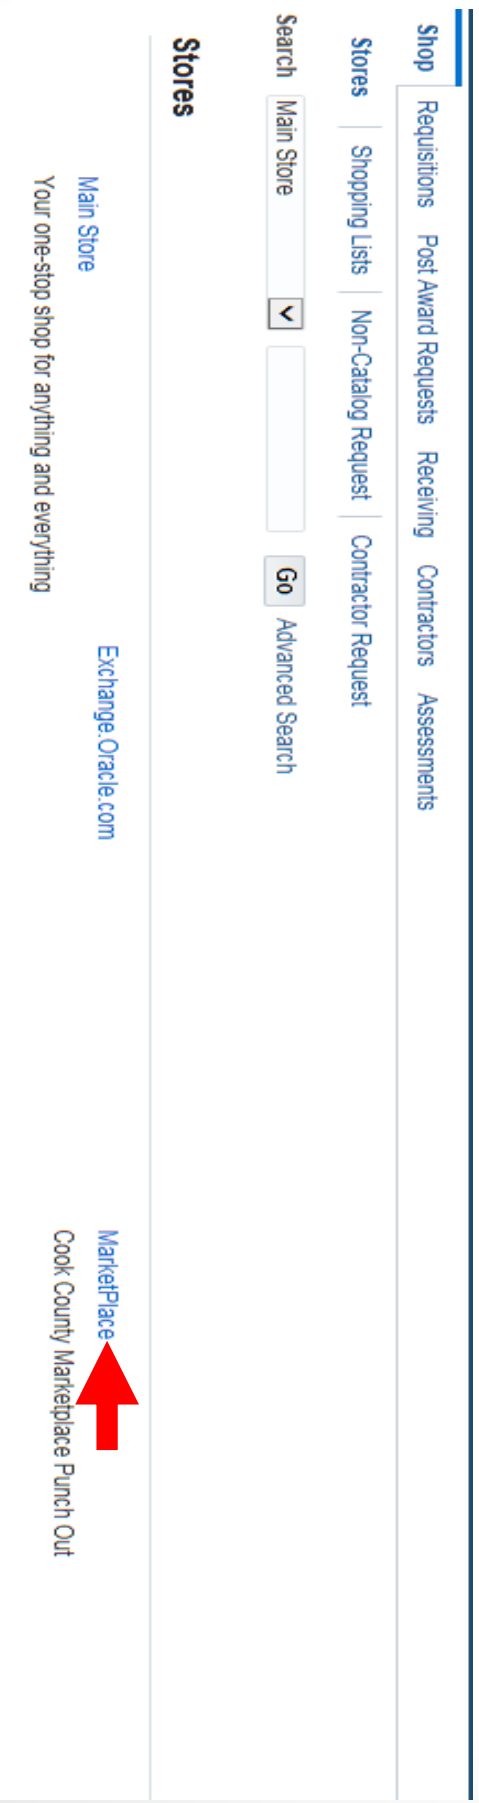 Shop Requisitions Post Award Requests Receiving Contractors Assessments
Stores Shopping Lists Non-Catalog Request Contractor Request
Search Main Store Go Advanced Search
Stores
Main Store
Your one-stop shop for anything and everything
Exchange.Oracle.com
MarketPlace
Cook County Marketplace Punch Out